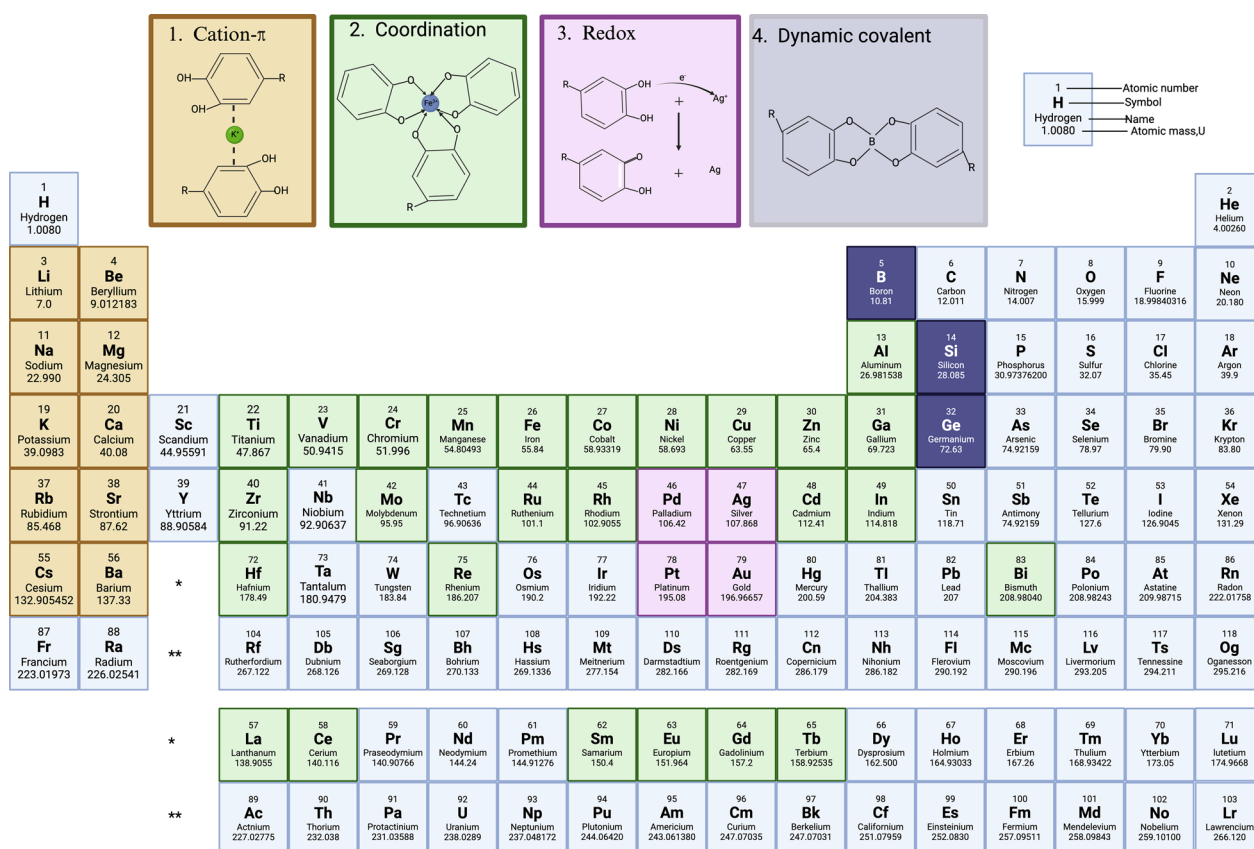 1. Cation-π
OH
OH
R
K⁺
OH
OH
R
2. Coordination
O
O
O
O
Fe³⁺
O
O
R
3. Redox
R
OH
OH
e⁻
+
Ag⁺
R
O
OH
+
Ag
4. Dynamic covalent
R
O
O
B
O
O
R
1
H
Hydrogen
1.0080
Atomic number
Symbol
Name
Atomic mass,U
1
H
Hydrogen
1.0080
2
He
Helium
4.00260
3
Li
Lithium
7.0
4
Be
Beryllium
9.012183
5
B
Boron
10.81
6
C
Carbon
12.011
7
N
Nitrogen
14.007
8
O
Oxygen
15.999
9
F
Fluorine
18.99840316
10
Ne
Neon
20.180
11
Na
Sodium
22.990
12
Mg
Magnesium
24.305
13
Al
Aluminum
26.981538
14
Si
Silicon
28.085
15
P
Phosphorus
30.97376200
16
S
Sulfur
32.07
17
Cl
Chlorine
35.45
18
Ar
Argon
39.9
19
K
Potassium
39.0983
20
Ca
Calcium
40.08
21
Sc
Scandium
44.95591
22
Ti
Titanium
47.867
23
V
Vanadium
50.9415
24
Cr
Chromium
51.996
25
Mn
Manganese
54.80493
26
Fe
Iron
55.84
27
Co
Cobalt
58.93319
28
Ni
Nickel
58.693
29
Cu
Copper
63.55
30
Zn
Zinc
65.4
31
Ga
Gallium
69.723
32
Ge
Germanium
72.63
33
As
Arsenic
74.92159
34
Se
Selenium
78.97
35
Br
Bromine
79.90
36
Kr
Krypton
83.80
37
Rb
Rubidium
85.468
38
Sr
Strontium
87.62
39
Y
Yttrium
88.90584
40
Zr
Zirconium
91.22
41
Nb
Niobium
92.90637
42
Mo
Molybdenum
95.95
43
Tc
Technetium
96.90636
44
Ru
Ruthenium
101.1
45
Rh
Rhodium
102.9055
46
Pd
Palladium
106.42
47
Ag
Silver
107.868
48
Cd
Cadmium
112.41
49
In
Indium
114.818
50
Sn
Tin
118.71
51
Sb
Antimony
74.92159
52
Te
Tellurium
127.6
53
I
Iodine
126.9045
54
Xe
Xenon
131.29
55
Cs
Cesium
132.905452
56
Ba
Barium
137.33
*
72
Hf
Hafnium
178.49
73
Ta
Tantalum
180.9479
74
W
Tungsten
183.84
75
Re
Rhenium
186.207
76
Os
Osmium
190.2
77
Ir
Iridium
192.22
78
Pt
Platinum
195.08
79
Au
Gold
196.96657
80
Hg
Mercury
200.59
81
Tl
Thallium
204.383
82
Pb
Lead
207
83
Bi
Bismuth
208.98040
84
Po
Polonium
208.98243
85
At
Astatine
209.98715
86
Rn
Radon
222.01758
87
Fr
Francium
223.01973
88
Ra
Radium
226.02541
**
104
Rf
Rutherfordium
267.122
105
Db
Dubnium
268.126
106
Sg
Seaborgium
269.128
107
Bh
Bohrium
270.133
108
Hs
Hassium
269.1336
109
Mt
Meitnerium
277.154
110
Ds
Darmstadtium
282.166
111
Rg
Roentgenium
282.169
112
Cn
Copernicium
286.179
113
Nh
Nihonium
286.182
114
Fl
Flerovium
290.192
115
Mc
Moscovium
290.196
116
Lv
Livermorium
293.205
117
Ts
Tennessine
294.211
118
Og
Oganesson
295.216
*
57
La
Lanthanum
138.9055
58
Ce
Cerium
140.116
59
Pr
Praseodymium
140.90766
60
Nd
Neodymium
144.24
61
Pm
Promethium
144.91276
62
Sm
Samarium
150.4
63
Eu
Europium
151.964
64
Gd
Gadolinium
157.2
65
Tb
Terbium
158.92535
66
Dy
Dysprosium
162.500
67
Ho
Holmium
164.93033
68
Er
Erbium
167.26
69
Tm
Thulium
168.93422
70
Yb
Ytterbium
173.05
71
Lu
lutetium
174.9668
**
89
Ac
Actnium
227.02775
90
Th
Thorium
232.038
91
Pa
Protactinium
231.03588
92
U
Uranium
238.0289
93
Np
Neptunium
237.048172
94
Pu
Plutonium
244.06420
95
Am
Americium
243.061380
96
Cm
Curium
247.07035
97
Bk
Berkelium
247.07031
98
Cf
Californium
251.07959
99
Es
Einsteinium
252.0830
100
Fm
Fermium
257.09511
101
Md
Mendelevium
258.09843
102
No
Nobelium
259.10100
103
Lr
Lawrencium
266.120